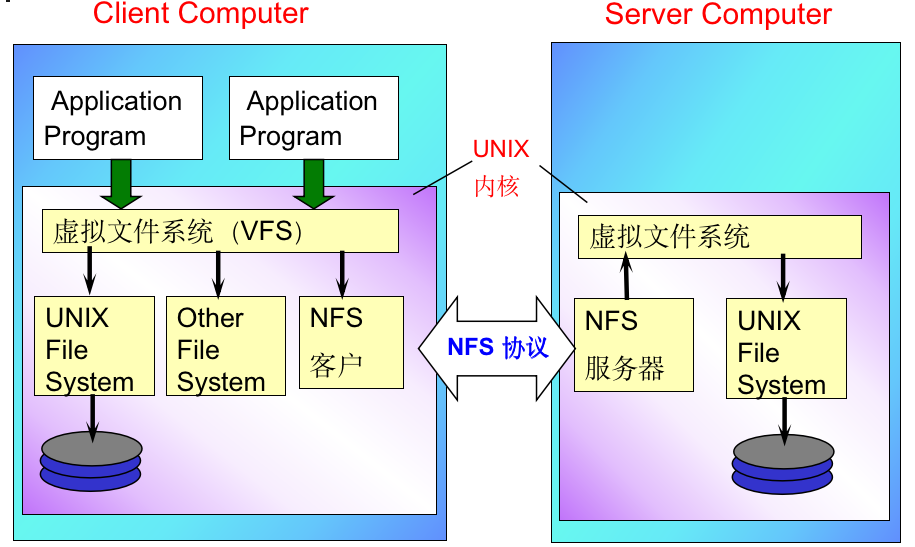 Client Computer
Server Computer
Application
Program
Application
Program
UNIX
内核
虚拟文件系统（VFS）
虚拟文件系统
UNIX
File
System
Other
File
System
NFS
客户
NFS 协议
NFS
服务器
UNIX
File
System